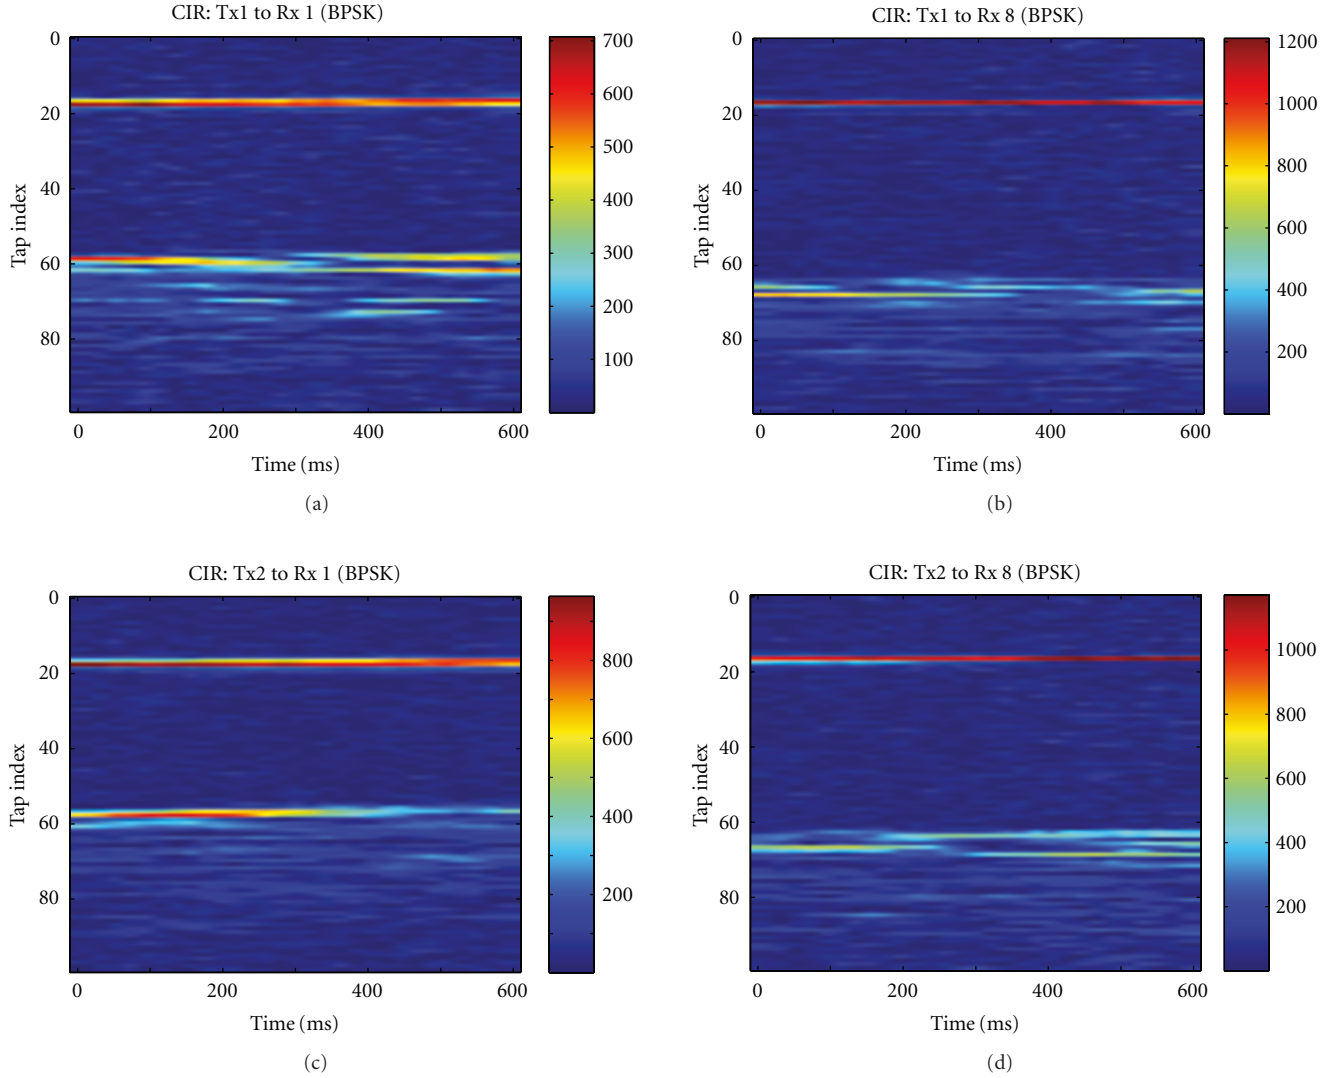 CIR: Tx1 to Rx 1 (BPSK)
0
20
40
60
80
Tap index
0 200 400 600
Time (ms)
700
600
500
400
300
200
100
(a)
CIR: Tx1 to Rx 8 (BPSK)
0
20
40
60
80
Tap index
0 200 400 600
Time (ms)
1200
1000
800
600
400
200
(b)
CIR: Tx2 to Rx 1 (BPSK)
0
20
40
60
80
Tap index
0 200 400 600
Time (ms)
800
600
400
200
(c)
CIR: Tx2 to Rx 8 (BPSK)
0
20
40
60
80
Tap index
0 200 400 600
Time (ms)
1000
800
600
400
200
(d)